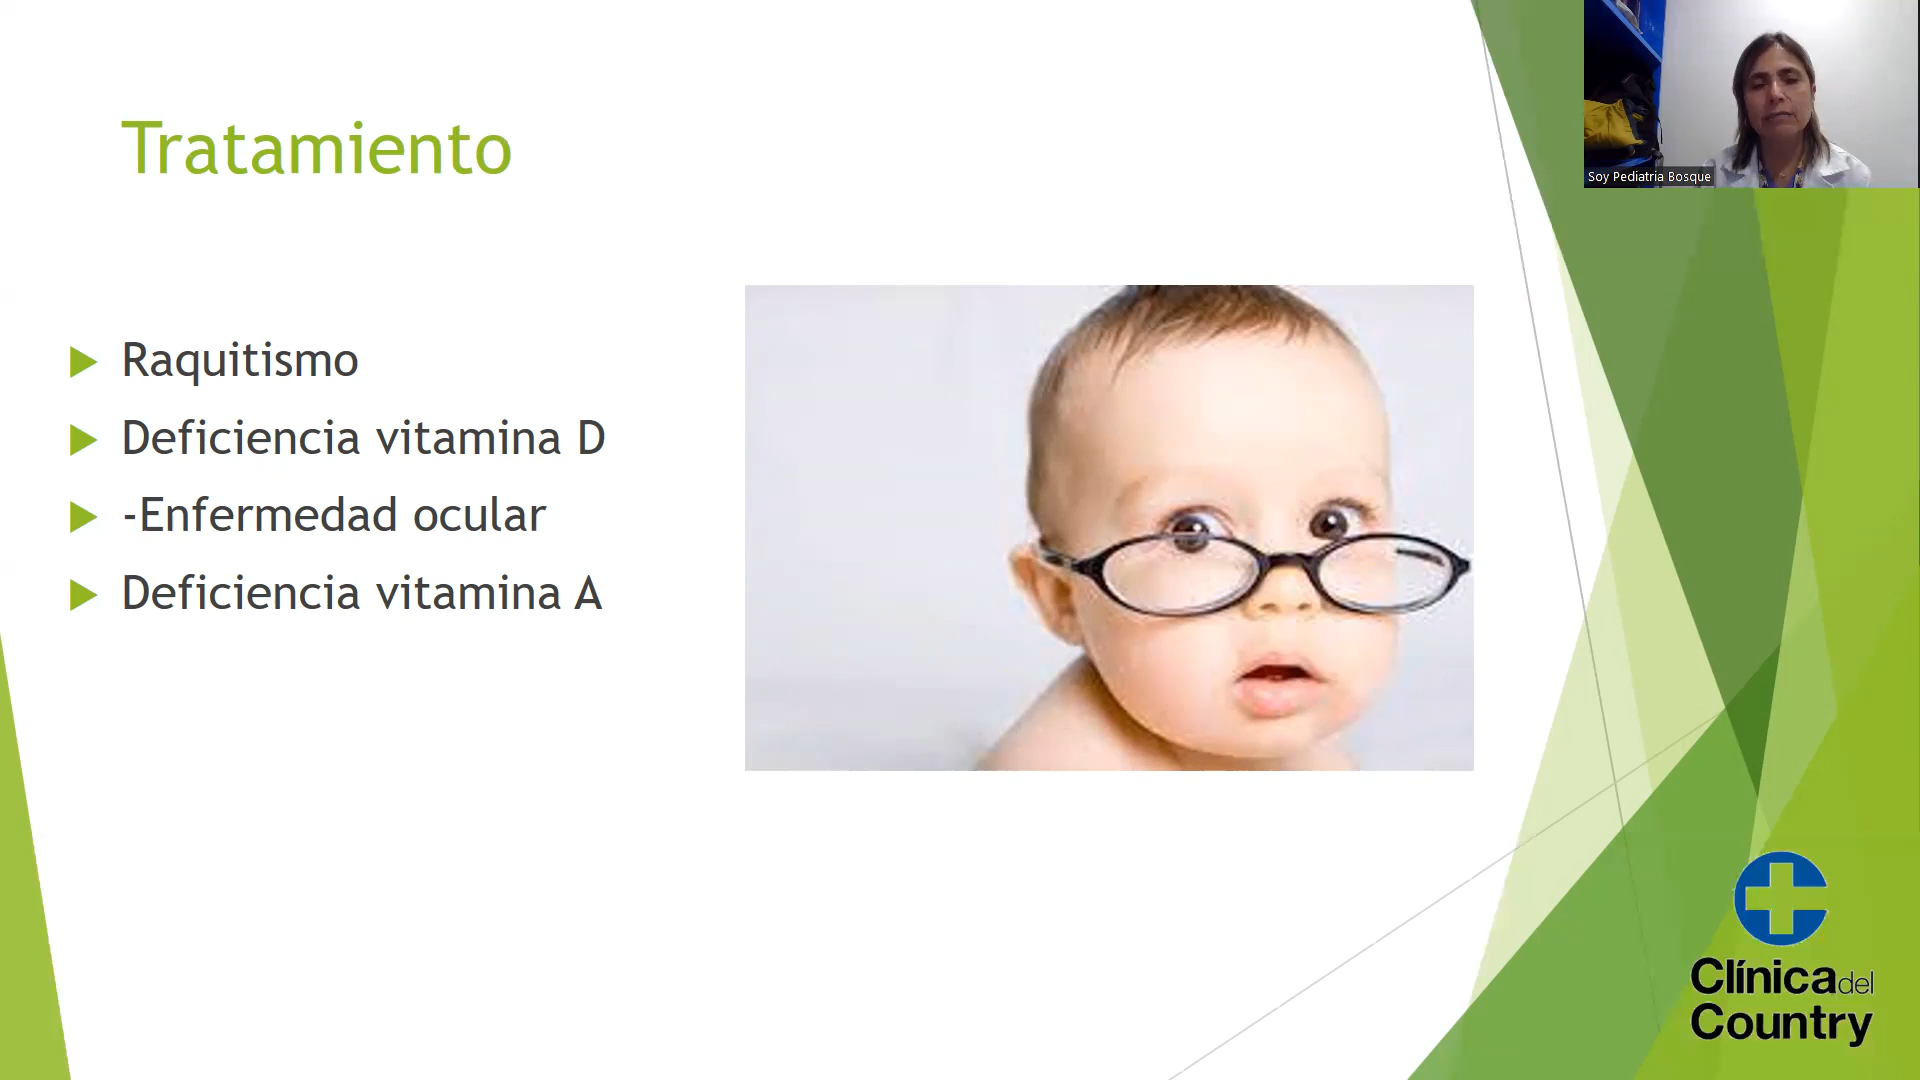 Tratamiento
Raquitismo
Deficiencia vitamina D
-Enfermedad ocular
Deficiencia vitamina A
Soy Pediatria Bosque
Clínica del
Country